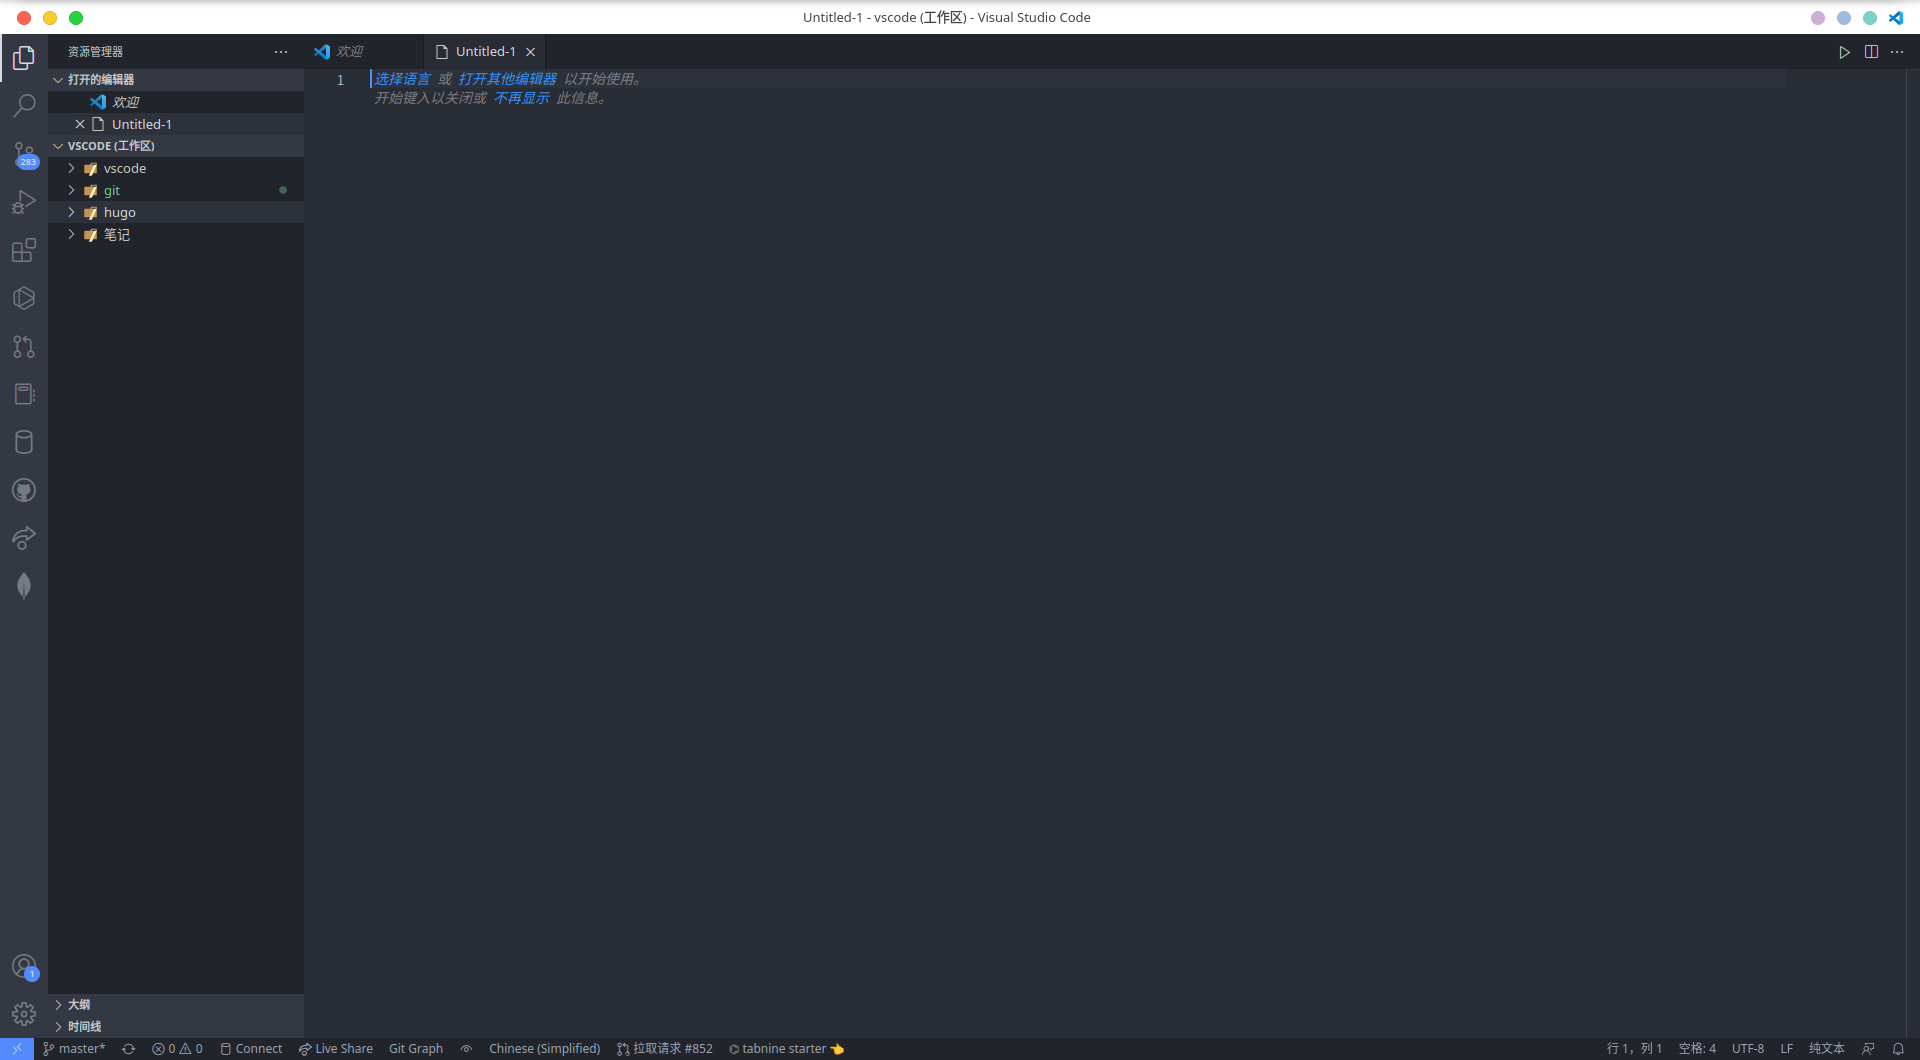 Untitled-1 - vscode (工作区) - Visual Studio Code
资源管理器
欢迎
Untitled-1
打开的编辑器
欢迎
Untitled-1
VSCODE (工作区)
vscode
git
hugo
笔记
283
1
大纲
时间线
1
选择语言 或 打开其他编辑器 以开始使用。
开始键入以关闭或 不再显示 此信息。
master* 0 0 Connect Live Share Git Graph Chinese (Simplified) 拉取请求 #852 tabnine starter 行 1，列 1 空格: 4 UTF-8 LF 纯文本